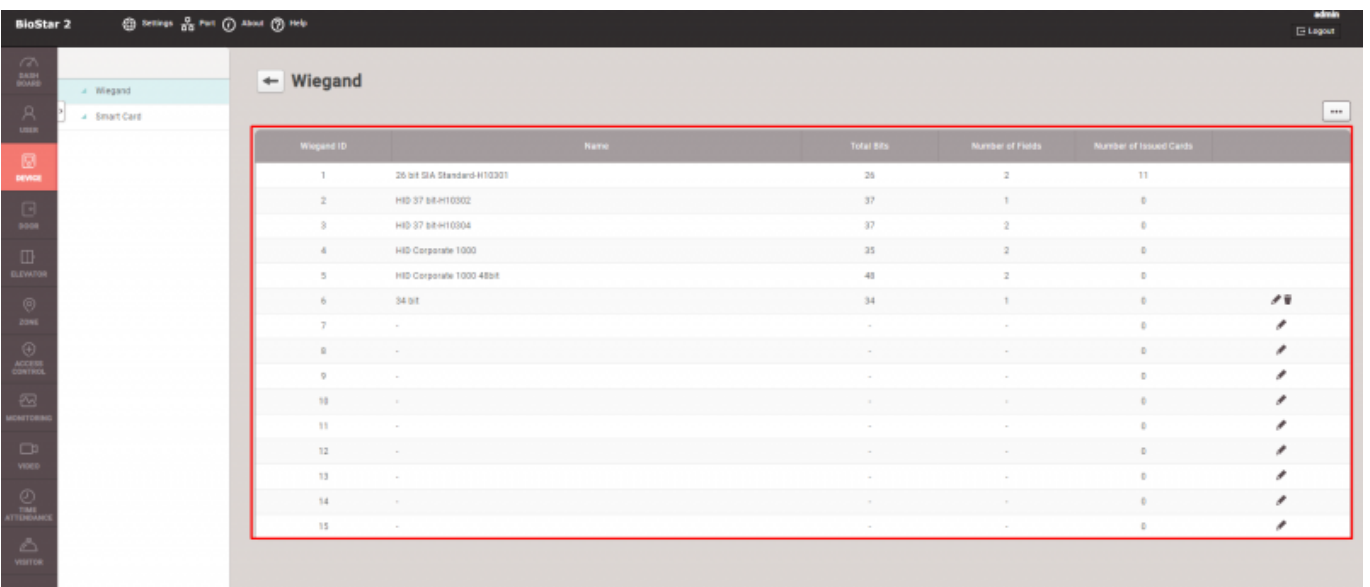 BioStar 2 Settings Port About Help admin
Logout
DASH
BOARD
USER
DEVICE
DOOR
ELEVATOR
ZONE
ACCESS
CONTROL
MONITORING
VIDEO
TIME
ATTENDANCE
VISITOR
Wiegand
Smart Card
Wiegand
Wiegand ID Name Total Bits Number of Fields Number of Issued Cards
1 26 bit SIA Standard-H10301 26 2 11
2 HID 37 bit-H10302 37 1 0
3 HID 37 bit-H10304 37 2 0
4 HID Corporate 1000 35 2 0
5 HID Corporate 1000 48bit 48 2 0
6 34 bit 34 1 0
7 - - - 0
8 - - - 0
9 - - - 0
10 - - - 0
11 - - - 0
12 - - - 0
13 - - - 0
14 - - - 0
15 - - - 0